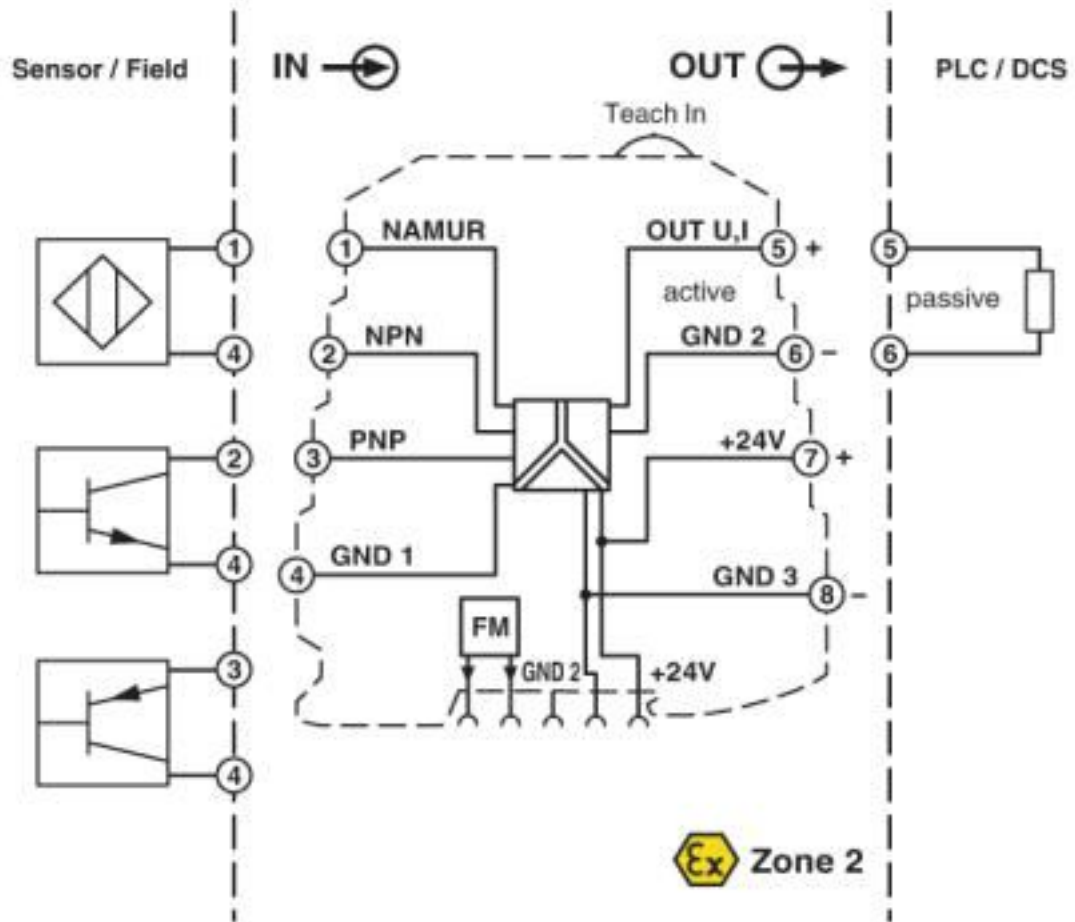 Sensor / Field
IN
OUT
PLC / DCS
Teach In
1
1
NAMUR
OUT U,I
5
+
5
active
passive
4
2
NPN
GND 2
6
–
6
2
3
PNP
+24V
7
+
4
4
GND 1
GND 3
8
–
FM
3
GND 2
+24V
4
Ex
Zone 2